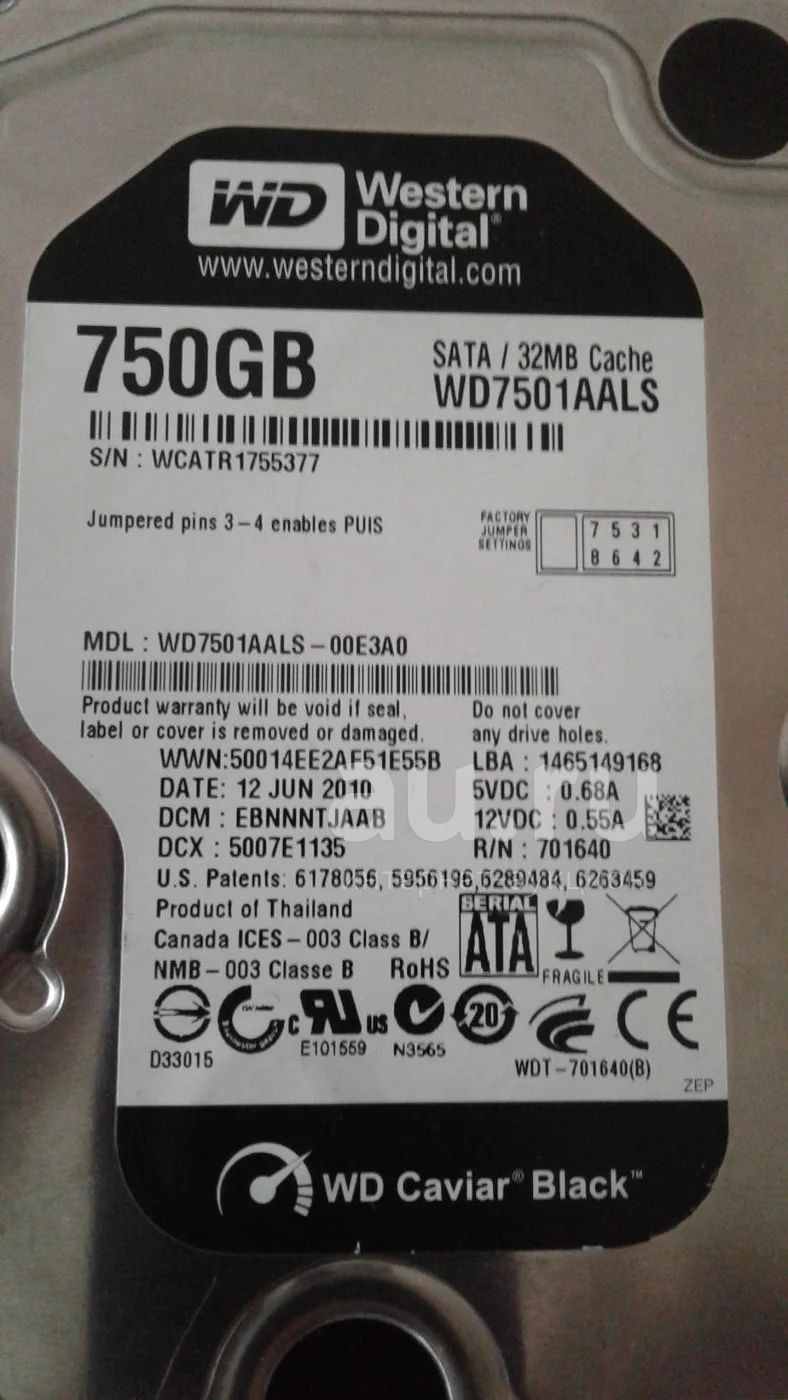 WD Western
Digital®
www.westerndigital.com
750GB
SATA / 32MB Cache
WD7501AALS
S/N : WCATR1755377
Jumpered pins 3-4 enables PUIS
FACTORY
JUMPER
SETTINGS
7 5 3 1
8 6 4 2
MDL : WD7501AALS-00E3A0
Product warranty will be void if seal,
label or cover is removed or damaged.
Do not cover
any drive holes.
WWN:50014EE2AF51E55B
LBA : 1465149168
DATE: 12 JUN 2010
5VDC : 0.68A
DCM : EBNNNTJAAB
12VDC : 0.55A
DCX : 5007E1135
R/N : 701640
au.ru
U.S. Patents: 6178056, 5956196,6289484, 6263459
Product of Thailand
Canada ICES-003 Class B/
NMB-003 Classe B RoHS
SERIAL
ATA
FRAGILE
D33015
c RU us
E101559
N3565
20
CE
WDT-701640(B)
ZEP
WD Caviar® Black™